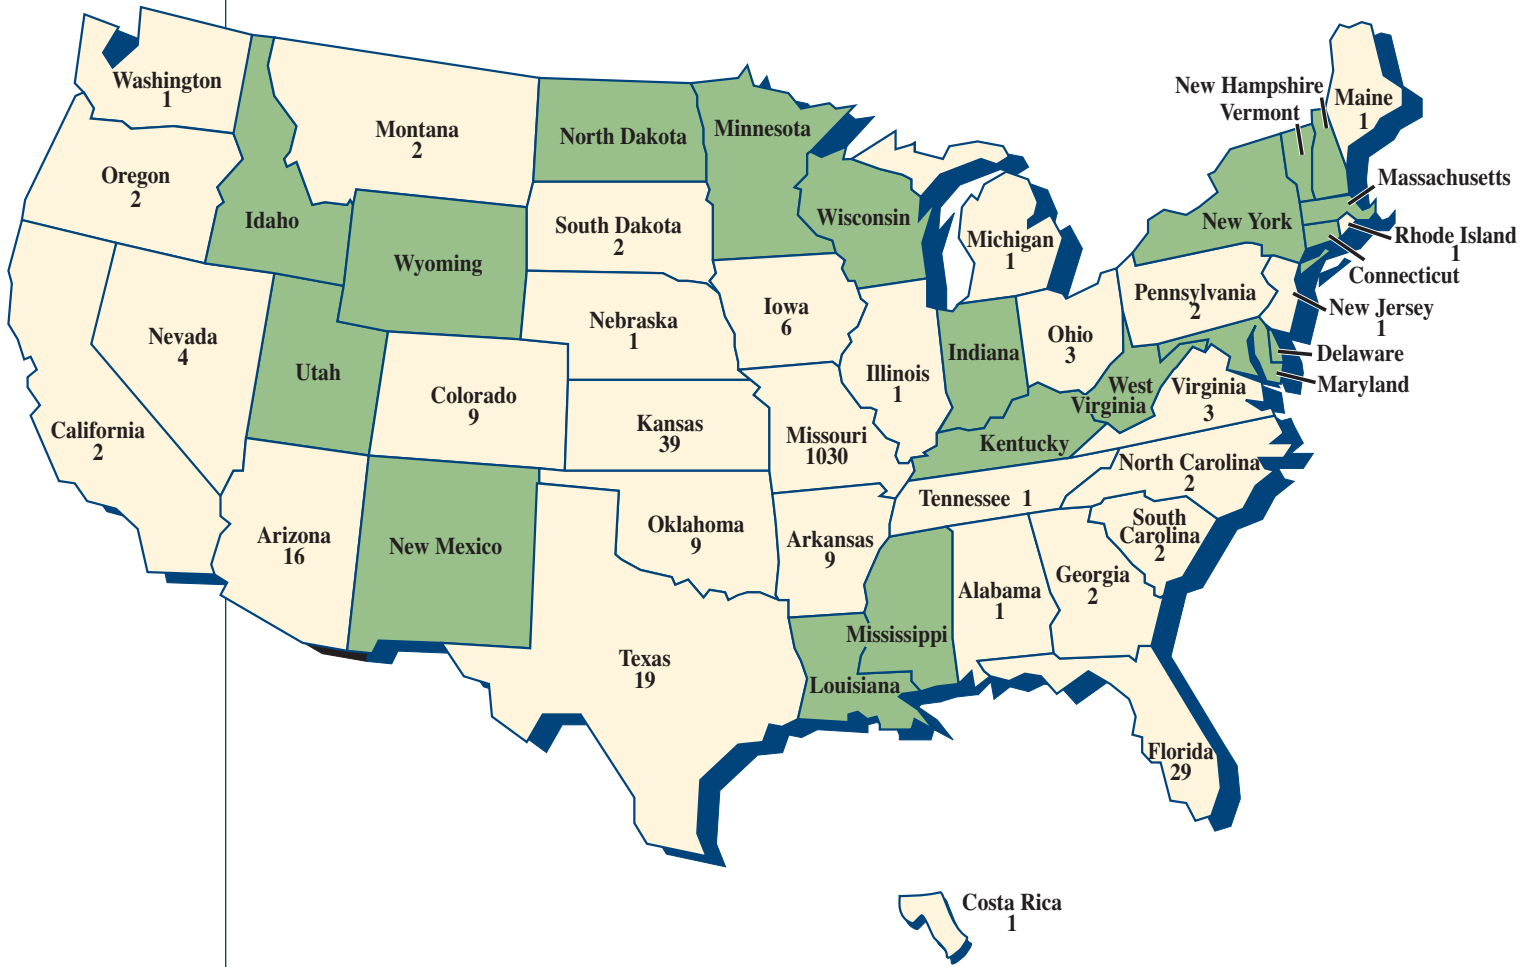 Washington
1
Oregon
2
California
2
Nevada
4
Idaho
Montana
2
Wyoming
Utah
Colorado
9
Arizona
16
New Mexico
North Dakota
South Dakota
2
Nebraska
1
Kansas
39
Oklahoma
9
Texas
19
Minnesota
Iowa
6
Missouri
1030
Arkansas
9
Louisiana
Wisconsin
Illinois
1
Michigan
1
Indiana
Ohio
3
Kentucky
Tennessee 1
Mississippi
Alabama
1
Georgia
2
Florida
29
South
Carolina
2
North Carolina
2
Virginia
3
West
Virginia
Pennsylvania
2
New York
New Hampshire
Vermont
Maine
1
Massachusetts
Rhode Island
1
Connecticut
New Jersey
1
Delaware
Maryland
Costa Rica
1